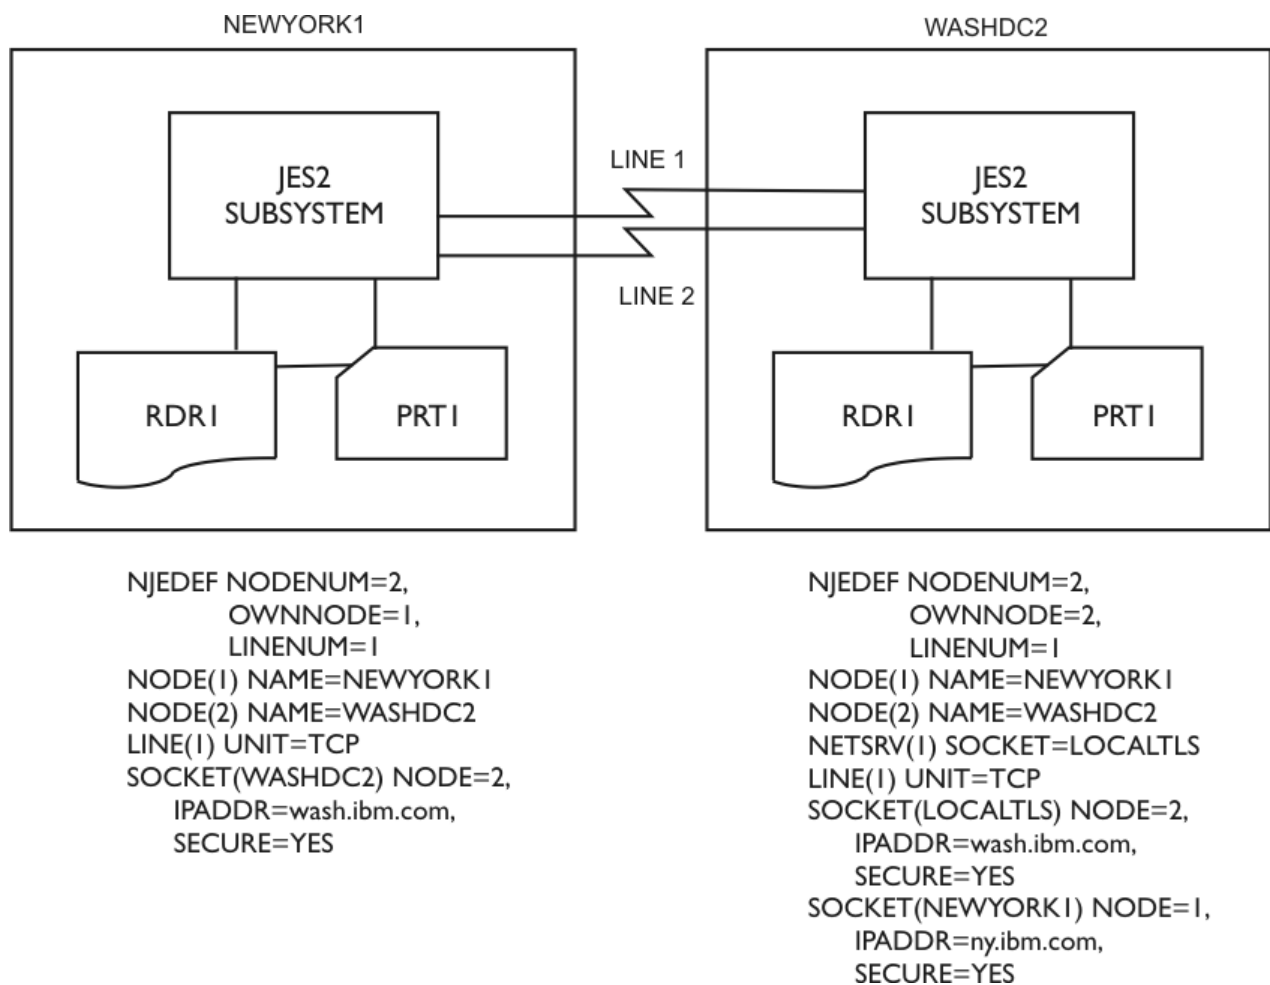 NEWYORK1
WASHDC2
LINE 1
JES2
SUBSYSTEM
JES2
SUBSYSTEM
LINE 2
RDR1
PRT1
RDR1
PRT1
NJEDEF NODENUM=2,
OWNNODE=1,
LINENUM=1
NODE(1) NAME=NEWYORK1
NODE(2) NAME=WASHDC2
LINE(1) UNIT=TCP
SOCKET(WASHDC2) NODE=2,
IPADDR=wash.ibm.com,
SECURE=YES
NJEDEF NODENUM=2,
OWNNODE=2,
LINENUM=1
NODE(1) NAME=NEWYORK1
NODE(2) NAME=WASHDC2
NETSRV(1) SOCKET=LOCALTLS
LINE(1) UNIT=TCP
SOCKET(LOCALTLS) NODE=2,
IPADDR=wash.ibm.com,
SECURE=YES
SOCKET(NEWYORK1) NODE=1,
IPADDR=ny.ibm.com,
SECURE=YES